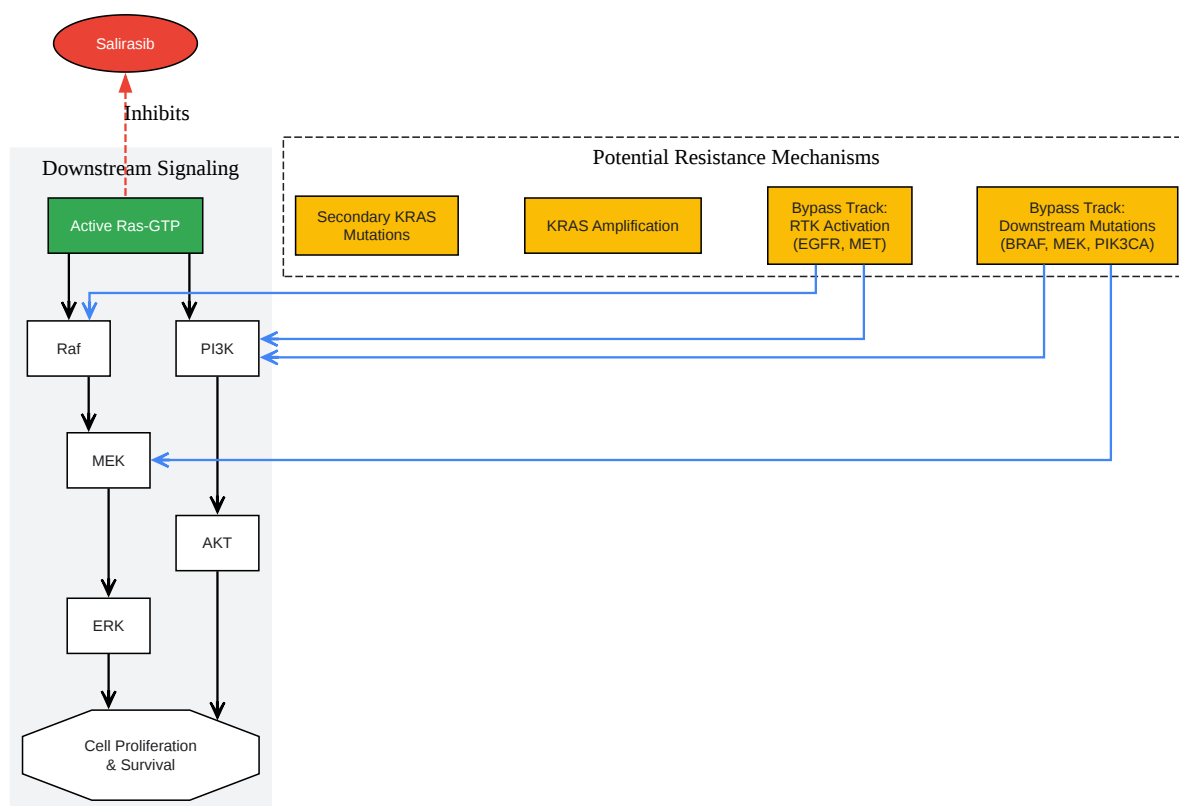 Salirasib
Inhibits
Downstream Signaling
Active Ras-GTP
Potential Resistance Mechanisms
Secondary KRAS
Mutations
KRAS Amplification
Bypass Track:
RTK Activation
(EGFR, MET)
Bypass Track:
Downstream Mutations
(BRAF, MEK, PIK3CA)
Raf
PI3K
MEK
AKT
ERK
Cell Proliferation
& Survival